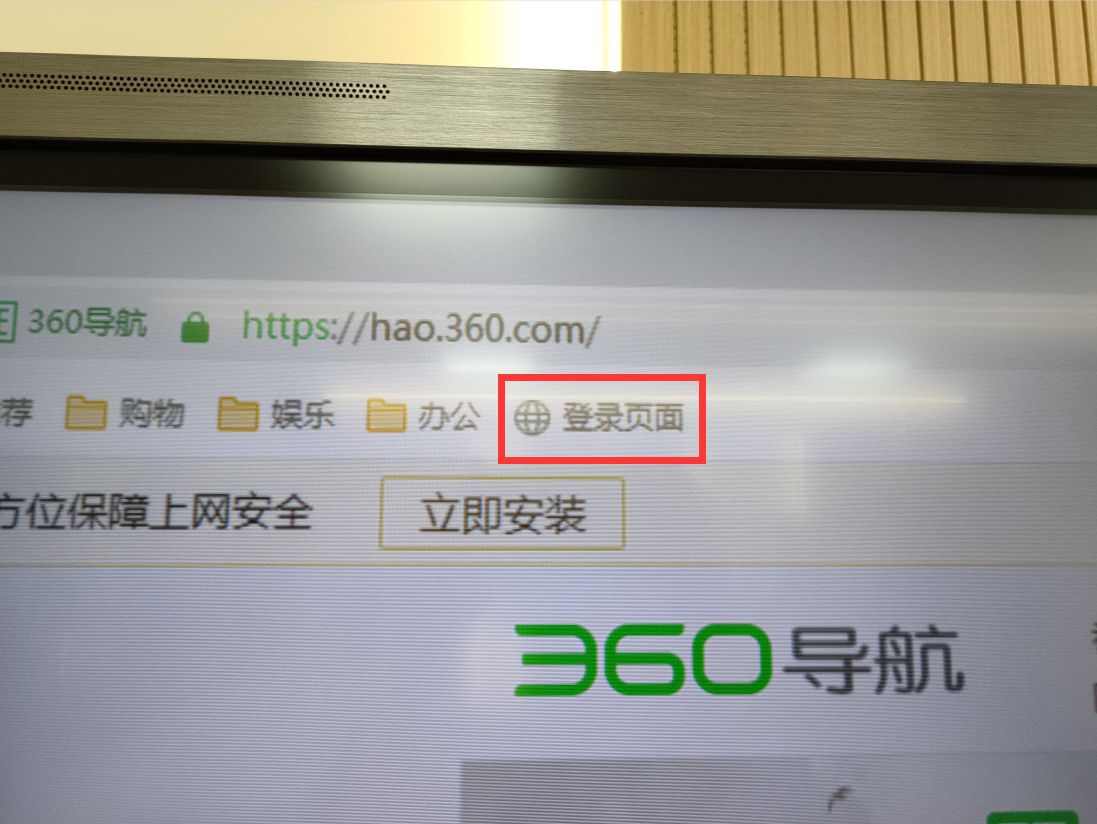 360导航 https://hao.360.com/
荐 购物 娱乐 办公 登录页面
方位保障上网安全 立即安装
360导航